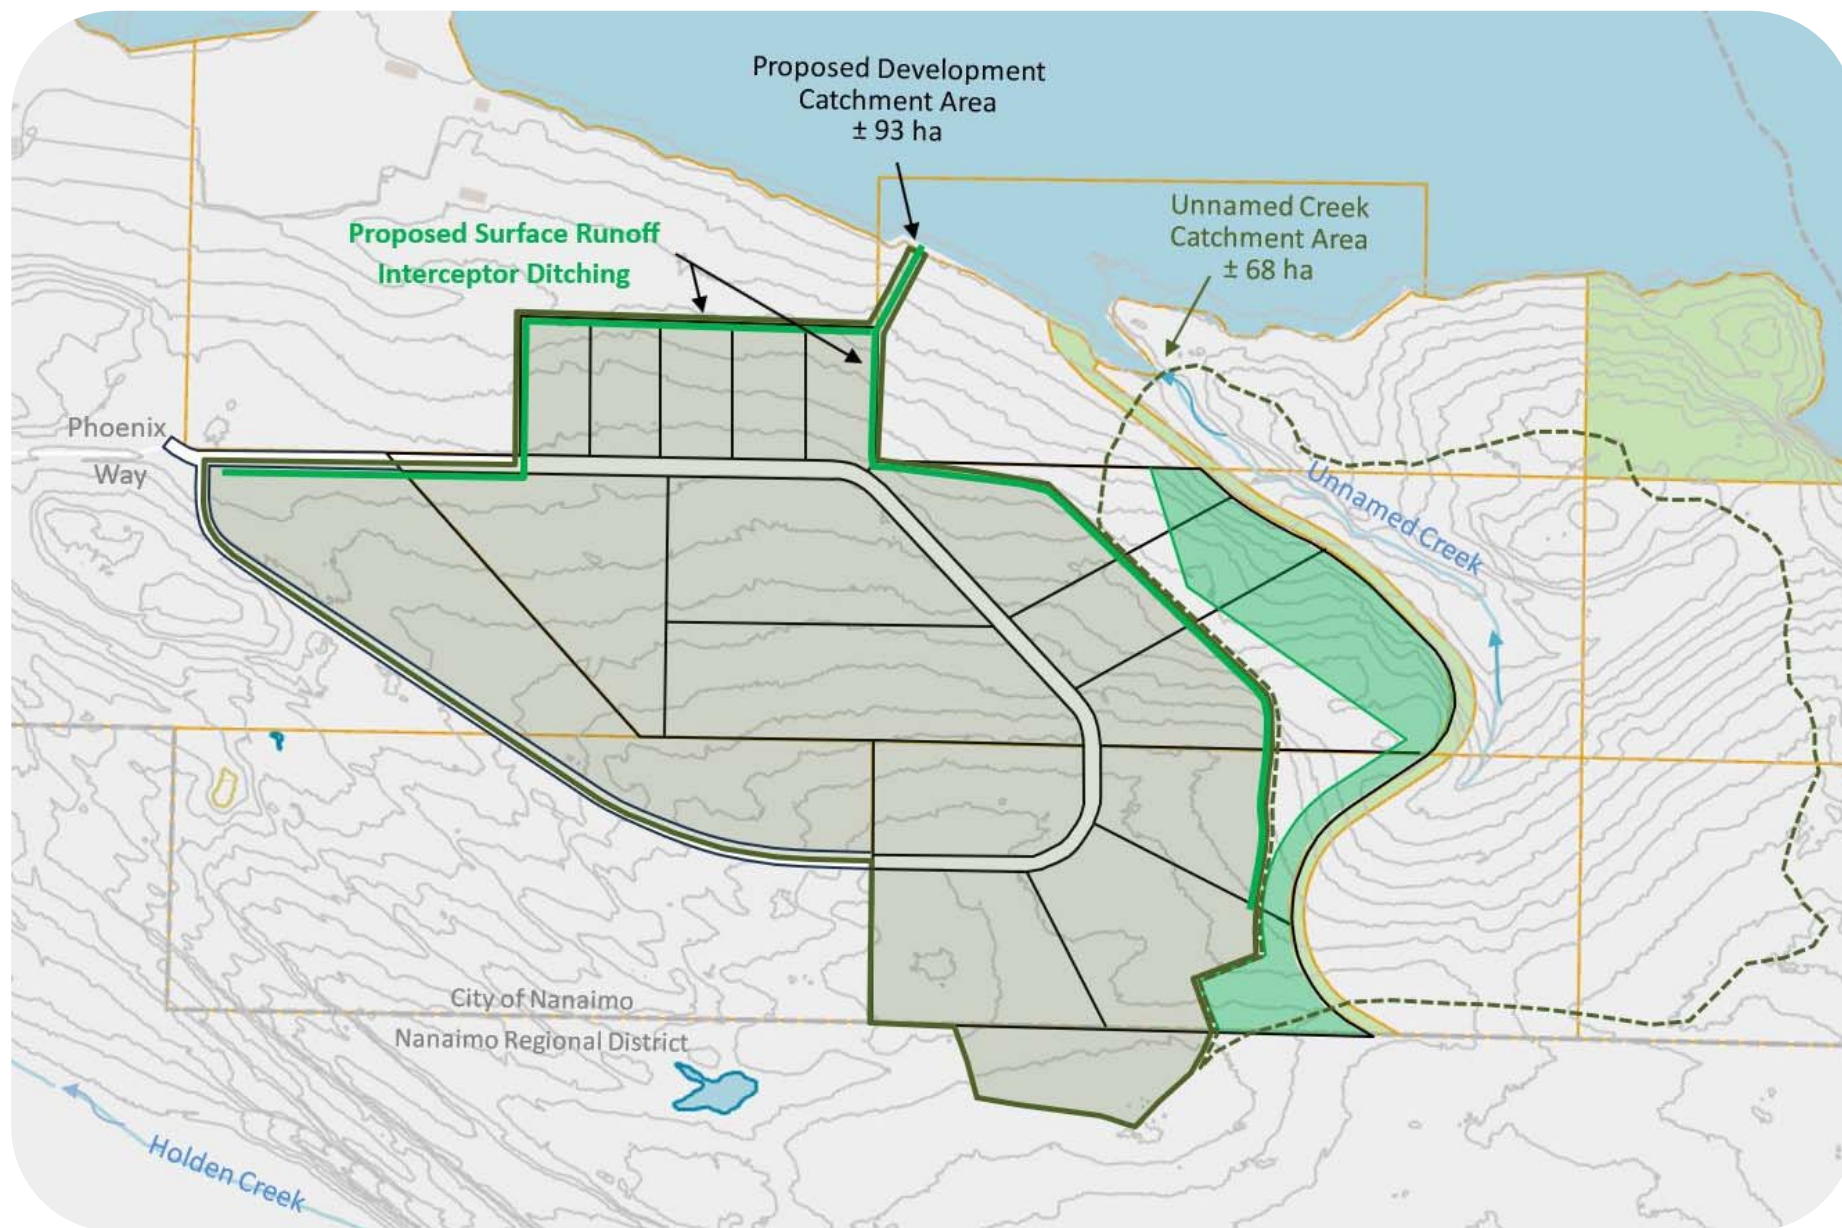 Proposed Development
Catchment Area
± 93 ha
Unnamed Creek
Catchment Area
± 68 ha
Proposed Surface Runoff
Interceptor Ditching
Phoenix
Way
Unnamed Creek
City of Nanaimo
Nanaimo Regional District
Holden Creek